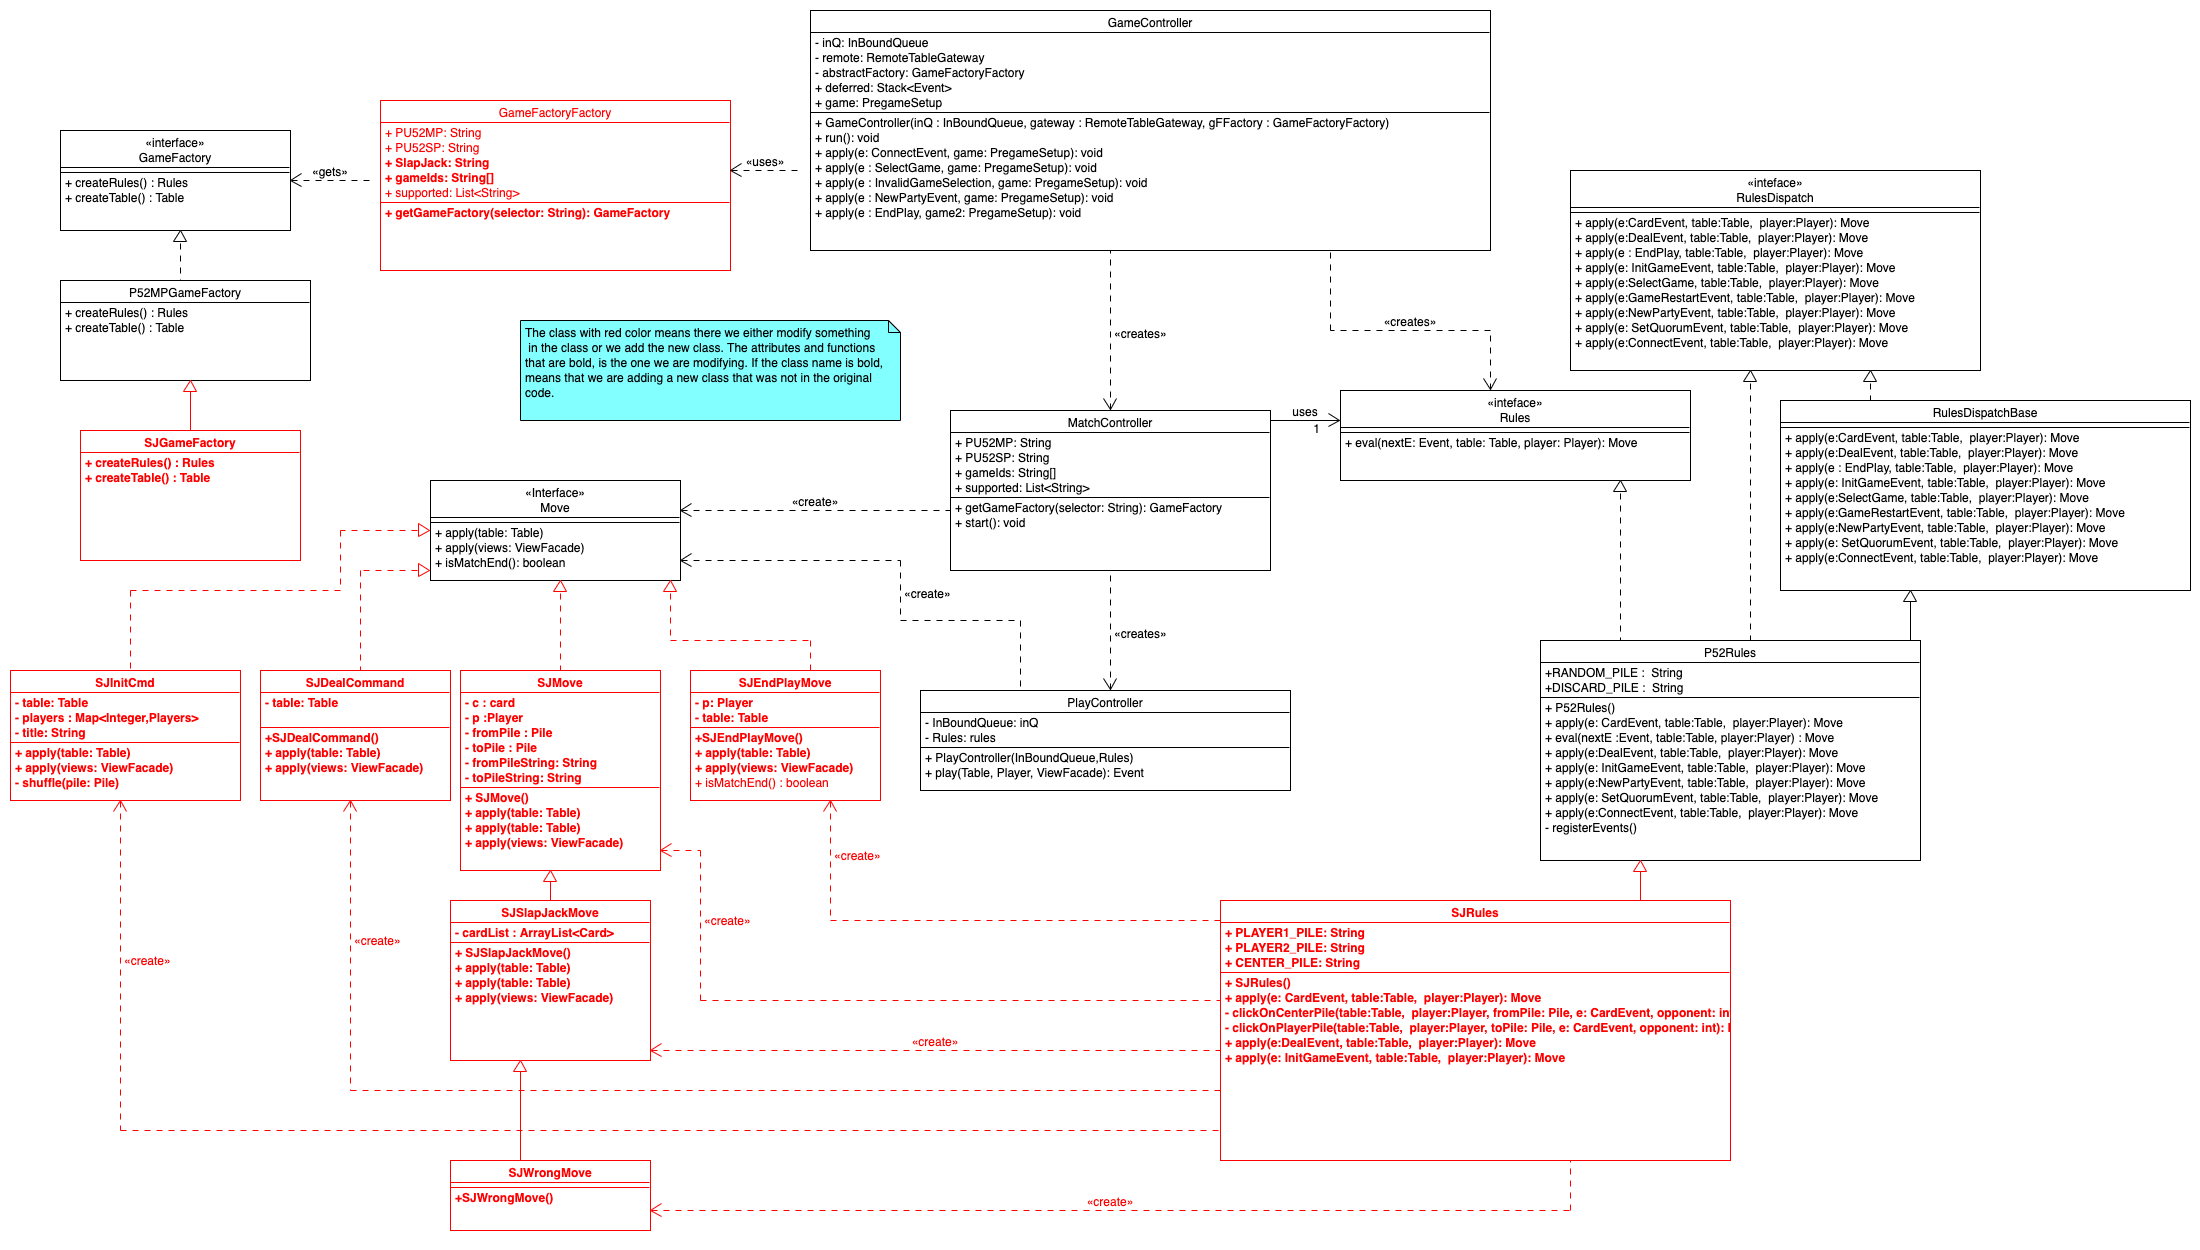 GameController
- inQ: InBoundQueue
- remote: RemoteTableGateway
- abstractFactory: GameFactoryFactory
+ deferred: Stack<Event>
+ game: PregameSetup
+ GameController(inQ : InBoundQueue, gateway : RemoteTableGateway, gFFactory : GameFactoryFactory)
+ run(): void
+ apply(e: ConnectEvent, game: PregameSetup): void
+ apply(e : SelectGame, game: PregameSetup): void
+ apply(e : InvalidGameSelection, game: PregameSetup): void
+ apply(e : NewPartyEvent, game: PregameSetup): void
+ apply(e : EndPlay, game2: PregameSetup): void
«uses»
GameFactoryFactory
+ PU52MP: String
+ PU52SP: String
+ SlapJack: String
+ gameIds: String[]
+ supported: List<String>
+ getGameFactory(selector: String): GameFactory
«gets»
«interface»
GameFactory
+ createRules() : Rules
+ createTable() : Table
P52MPGameFactory
+ createRules() : Rules
+ createTable() : Table
SJGameFactory
+ createRules() : Rules
+ createTable() : Table
The class with red color means there we either modify something
in the class or we add the new class. The attributes and functions
that are bold, is the one we are modifying. If the class name is bold,
means that we are adding a new class that was not in the original
code.
«creates»
«creates»
«inteface»
RulesDispatch
+ apply(e:CardEvent, table:Table, player:Player): Move
+ apply(e:DealEvent, table:Table, player:Player): Move
+ apply(e : EndPlay, table:Table, player:Player): Move
+ apply(e: InitGameEvent, table:Table, player:Player): Move
+ apply(e:SelectGame, table:Table, player:Player): Move
+ apply(e:GameRestartEvent, table:Table, player:Player): Move
+ apply(e:NewPartyEvent, table:Table, player:Player): Move
+ apply(e: SetQuorumEvent, table:Table, player:Player): Move
+ apply(e:ConnectEvent, table:Table, player:Player): Move
RulesDispatchBase
+ apply(e:CardEvent, table:Table, player:Player): Move
+ apply(e:DealEvent, table:Table, player:Player): Move
+ apply(e : EndPlay, table:Table, player:Player): Move
+ apply(e: InitGameEvent, table:Table, player:Player): Move
+ apply(e:SelectGame, table:Table, player:Player): Move
+ apply(e:GameRestartEvent, table:Table, player:Player): Move
+ apply(e:NewPartyEvent, table:Table, player:Player): Move
+ apply(e: SetQuorumEvent, table:Table, player:Player): Move
+ apply(e:ConnectEvent, table:Table, player:Player): Move
«inteface»
Rules
+ eval(nextE: Event, table: Table, player: Player): Move
uses
1
MatchController
+ PU52MP: String
+ PU52SP: String
+ gameIds: String[]
+ supported: List<String>
+ getGameFactory(selector: String): GameFactory
+ start(): void
«create»
«Interface»
Move
+ apply(table: Table)
+ apply(views: ViewFacade)
+ isMatchEnd(): boolean
«create»
«creates»
PlayController
- InBoundQueue: inQ
- Rules: rules
+ PlayController(InBoundQueue,Rules)
+ play(Table, Player, ViewFacade): Event
P52Rules
+RANDOM_PILE : String
+DISCARD_PILE : String
+ P52Rules()
+ apply(e: CardEvent, table:Table, player:Player): Move
+ eval(nextE :Event, table:Table, player:Player) : Move
+ apply(e:DealEvent, table:Table, player:Player): Move
+ apply(e: InitGameEvent, table:Table, player:Player): Move
+ apply(e:NewPartyEvent, table:Table, player:Player): Move
+ apply(e: SetQuorumEvent, table:Table, player:Player): Move
+ apply(e:ConnectEvent, table:Table, player:Player): Move
- registerEvents()
SJInitCmd
- table: Table
- players : Map<Integer,Players>
- title: String
+ apply(table: Table)
+ apply(views: ViewFacade)
- shuffle(pile: Pile)
SJDealCommand
- table: Table
+SJDealCommand()
+ apply(table: Table)
+ apply(views: ViewFacade)
SJMove
- c : card
- p :Player
- fromPile : Pile
- toPile : Pile
- fromPileString: String
- toPileString: String
+ SJMove()
+ apply(table: Table)
+ apply(table: Table)
+ apply(views: ViewFacade)
SJEndPlayMove
- p: Player
- table: Table
+SJEndPlayMove()
+ apply(table: Table)
+ apply(views: ViewFacade)
+ isMatchEnd() : boolean
«create»
«create»
«create»
«create»
SJSlapJackMove
- cardList : ArrayList<Card>
+ SJSlapJackMove()
+ apply(table: Table)
+ apply(table: Table)
+ apply(views: ViewFacade)
«create»
SJRules
+ PLAYER1_PILE: String
+ PLAYER2_PILE: String
+ CENTER_PILE: String
+ SJRules()
+ apply(e: CardEvent, table:Table, player:Player): Move
- clickOnCenterPile(table:Table, player:Player, fromPile: Pile, e: CardEvent, opponent: in
- clickOnPlayerPile(table:Table, player:Player, toPile: Pile, e: CardEvent, opponent: int):
+ apply(e:DealEvent, table:Table, player:Player): Move
+ apply(e: InitGameEvent, table:Table, player:Player): Move
SJWrongMove
+SJWrongMove()
«create»